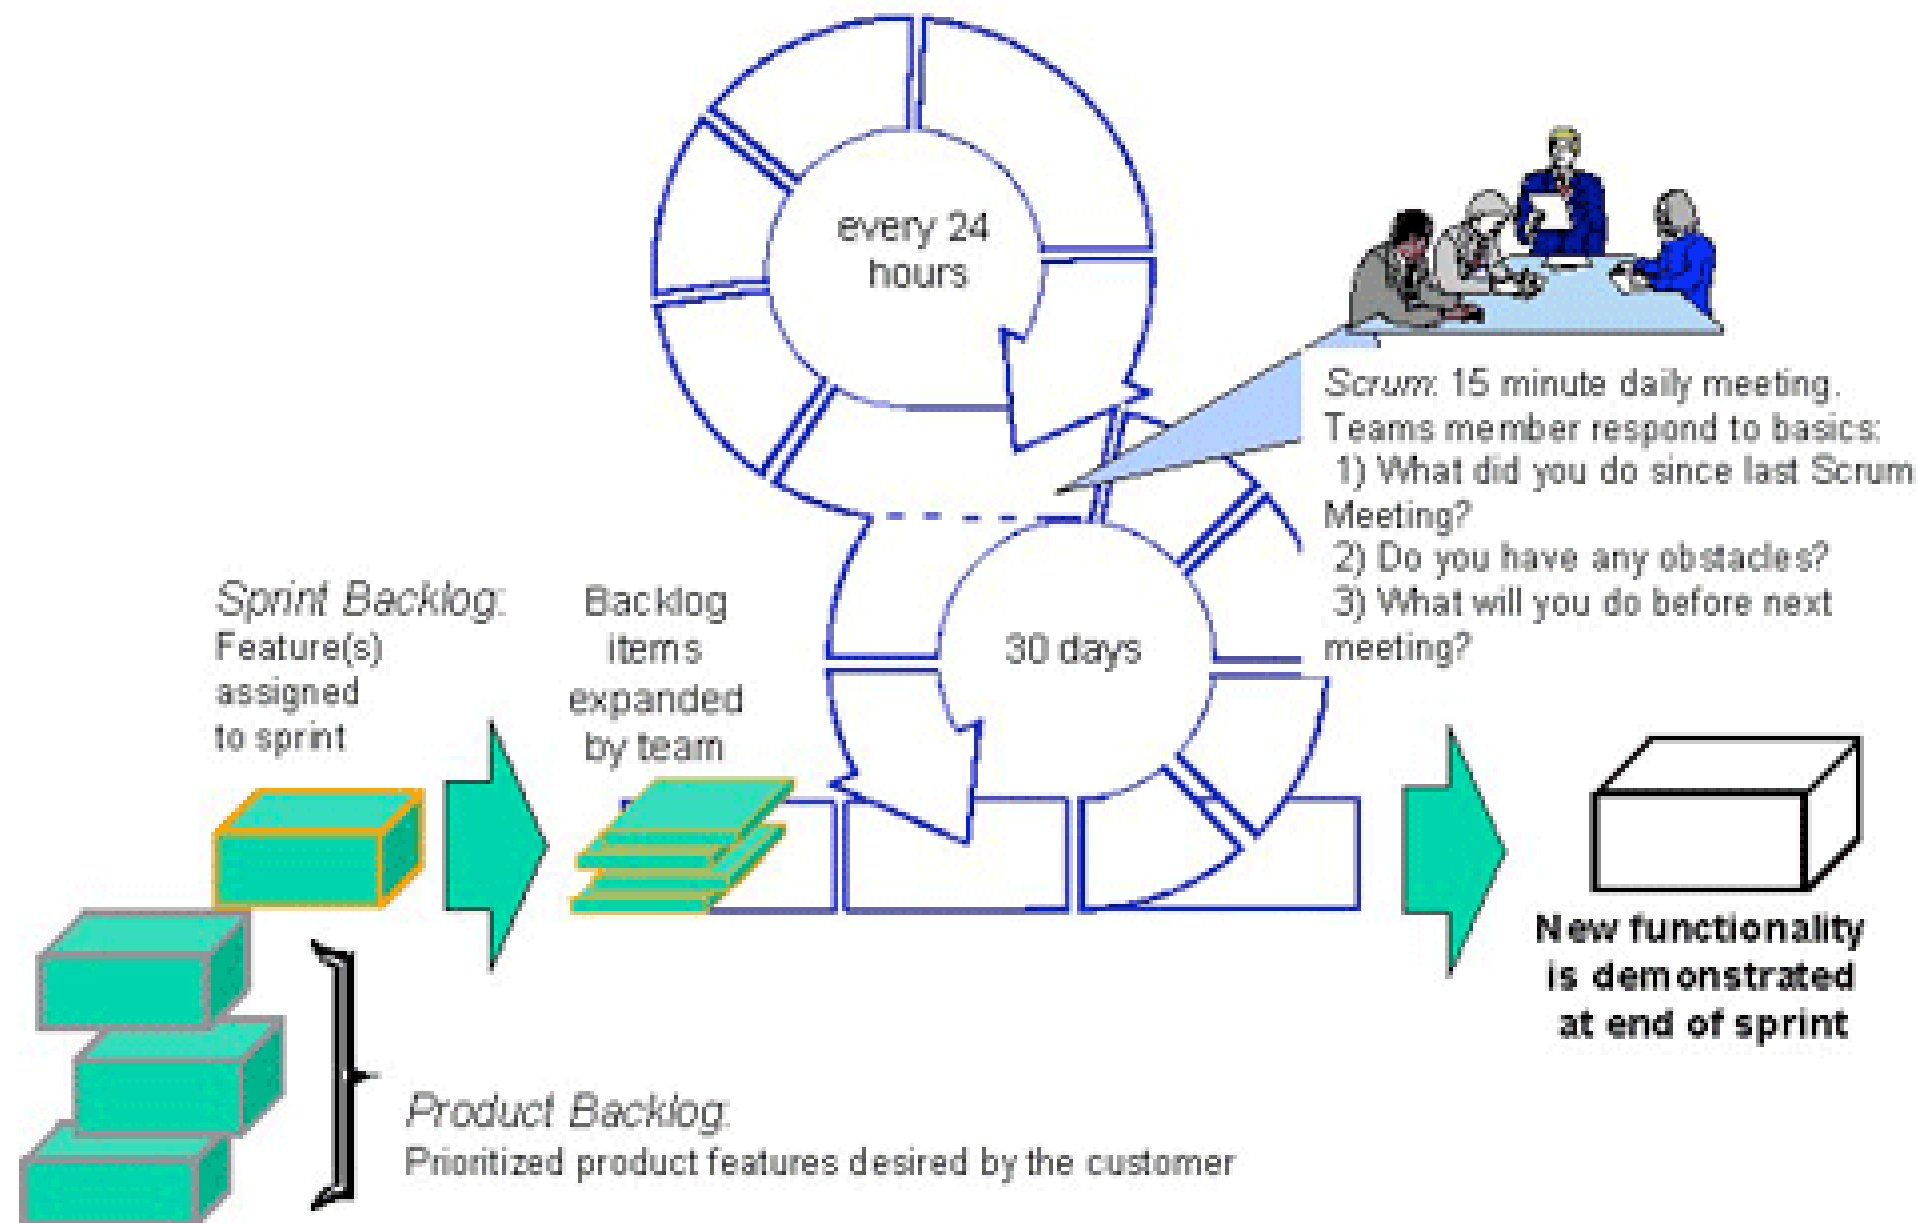 every 24
hours
Scrum: 15 minute daily meeting.
Teams member respond to basics:
1) What did you do since last Scrum
Meeting?
2) Do you have any obstacles?
3) What will you do before next
meeting?
Sprint Backlog:
Feature(s)
assigned
to sprint
Backlog
items
expanded
by team
30 days
New functionality
is demonstrated
at end of sprint
Product Backlog:
Prioritized product features desired by the customer